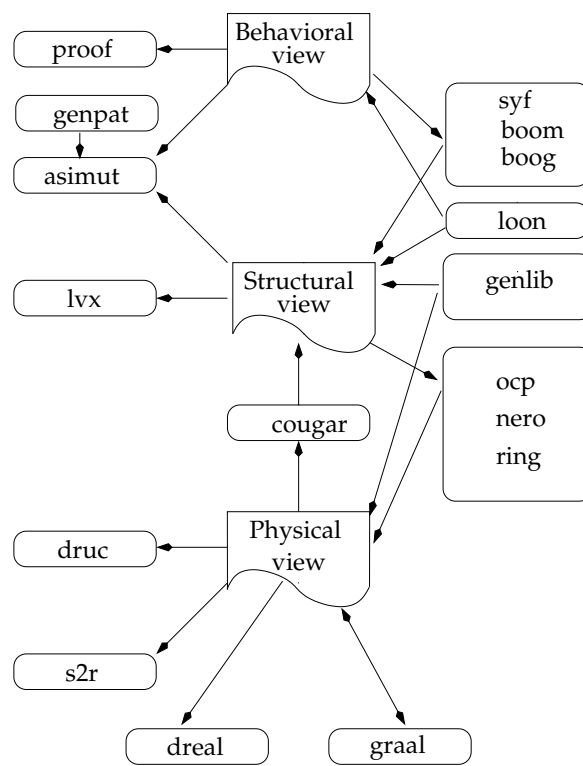 proof
Behavioral
view
genpat
syf
boom
boog
asimut
loon
lvx
Structural
view
genlib
cougar
ocp
nero
ring
druc
Physical
view
s2r
dreal
graal